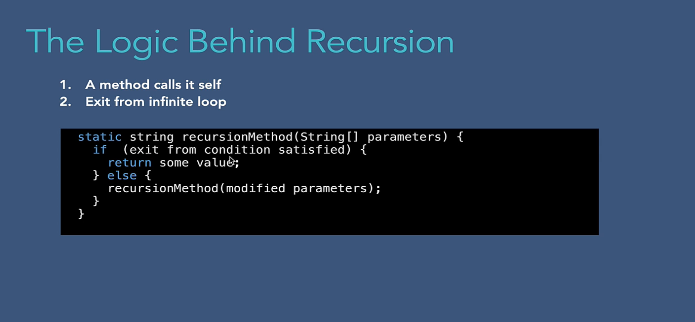 The Logic Behind Recursion
1. A method calls it self
2. Exit from infinite loop
static string recursionMethod(String[] parameters) {
if (exit from condition satisfied) {
return some value;
} else {
recursionMethod(modified parameters);
}
}